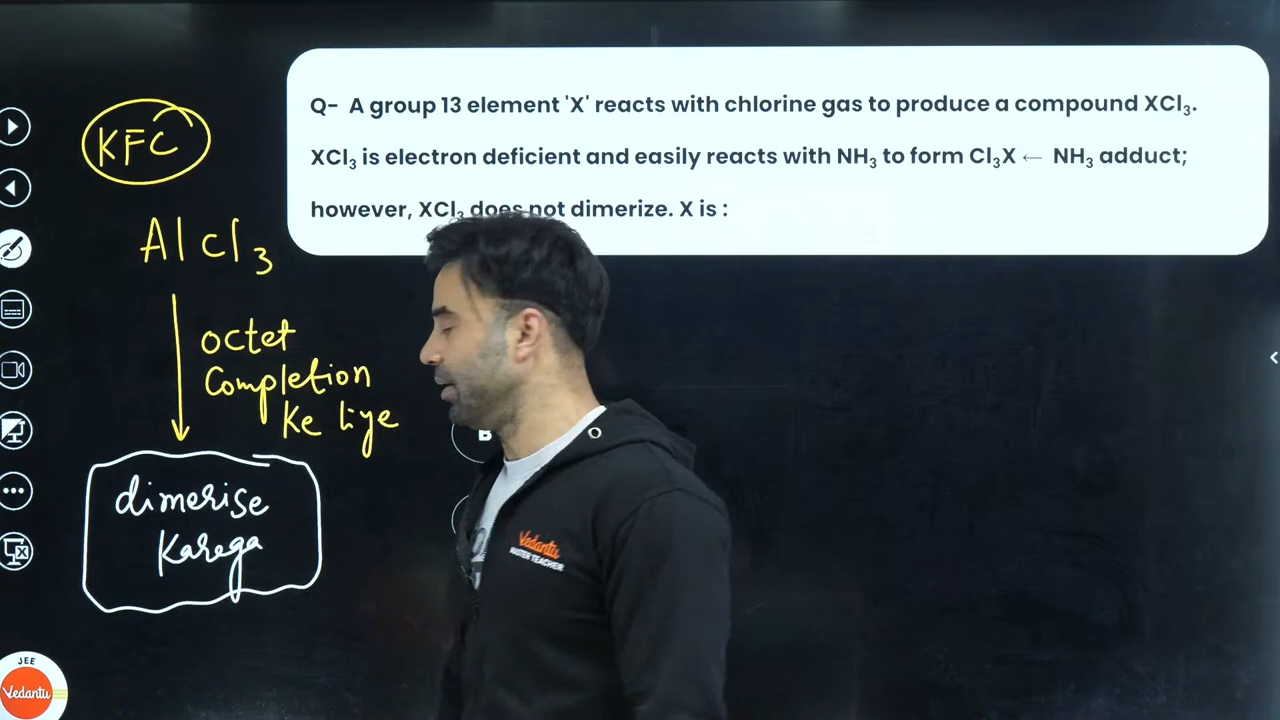 Q- A group 13 element 'X' reacts with chlorine gas to produce a compound XCl₃.
XCl₃ is electron deficient and easily reacts with NH₃ to form Cl₃X ← NH₃ adduct;
however, XCl₃ does not dimerize. X is :
KFC
AlCl₃
octet
Completion
Ke liye
dimerise
Karega
B
Vedantu
MASTER TEACHER
JEE
Vedantu